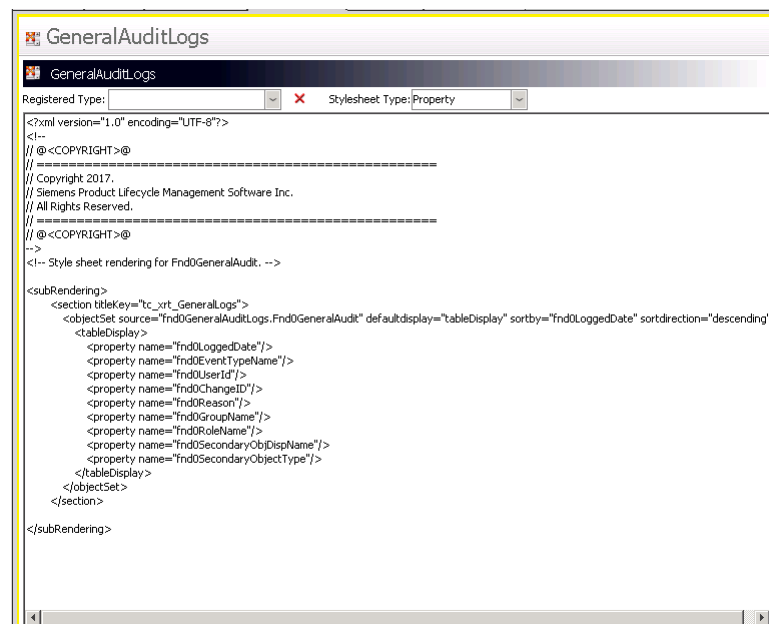 GeneralAuditLogs
GeneralAuditLogs
Registered Type: Stylesheet Type: Property
<?xml version="1.0" encoding="UTF-8"?>
<!--
// @<COPYRIGHT>@
// ==================================================
// Copyright 2017.
// Siemens Product Lifecycle Management Software Inc.
// All Rights Reserved.
// ==================================================
// @<COPYRIGHT>@
-->
<!-- Style sheet rendering for Fnd0GeneralAudit. -->
<subRendering>
<section titleKey="tc_xrt_GeneralLogs">
<objectSet source="fnd0GeneralAuditLogs.Fnd0GeneralAudit" defaultdisplay="tableDisplay" sortby="fnd0LoggedDate" sortdirection="descending"
<tableDisplay>
<property name="fnd0LoggedDate"/>
<property name="fnd0EventTypeName"/>
<property name="fnd0UserId"/>
<property name="fnd0ChangeID"/>
<property name="fnd0Reason"/>
<property name="fnd0GroupName"/>
<property name="fnd0RoleName"/>
<property name="fnd0SecondaryObjDispName"/>
<property name="fnd0SecondaryObjectType"/>
</tableDisplay>
</objectSet>
</section>
</subRendering>